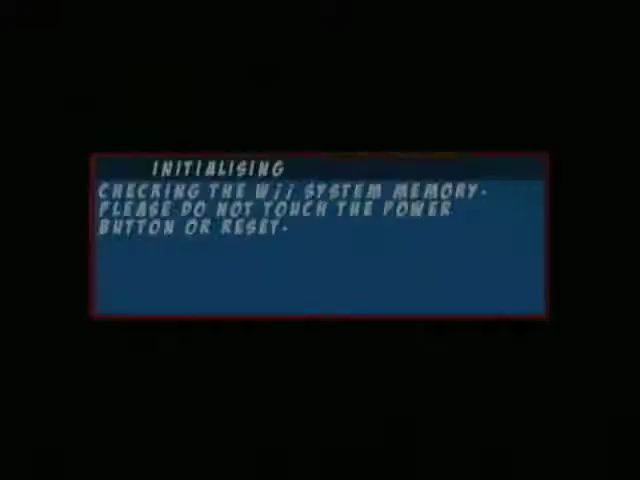 INITIALISING
CHECKING THE Wii SYSTEM MEMORY.
PLEASE DO NOT TOUCH THE POWER
BUTTON OR RESET.